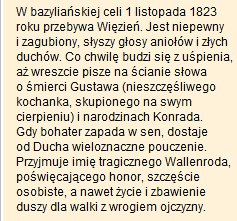 W bazyliańskiej celi 1 listopada 1823
roku przebywa Więzień. Jest niepewny
i zagubiony, słyszy głosy aniołów i złych
duchów. Co chwilę budzi się z uśpienia,
aż wreszcie pisze na ścianie słowa
o śmierci Gustawa (nieszczęśliwego
kochanka, skupionego na swym
cierpieniu) i narodzinach Konrada.
Gdy bohater zapada w sen, dostaje
od Ducha wieloznaczne pouczenie.
Przyjmuje imię tragicznego Wallenroda,
poświęcającego honor, szczęście
osobiste, a nawet życie i zbawienie
duszy dla walki z wrogiem ojczyzny.